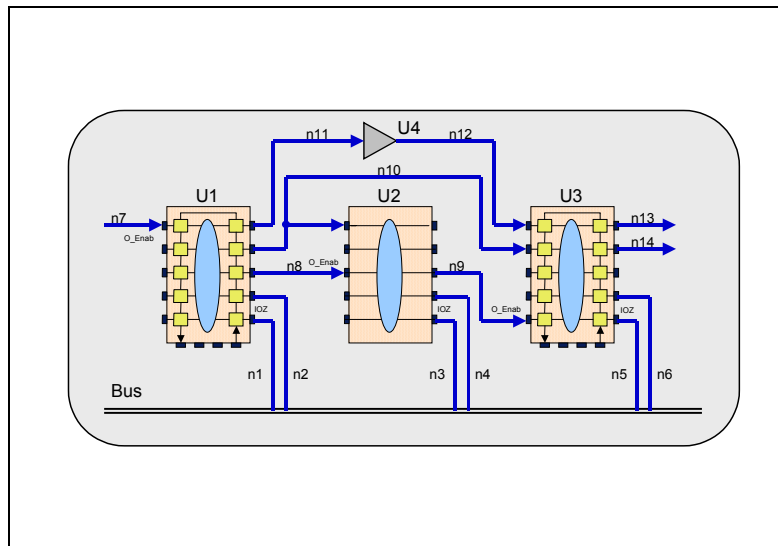 n11
U4
n12
n10
U1
U2
U3
n7
n13
O_Enab
n14
n8
O_Enab
n9
IOZ
IOZ
O_Enab
IOZ
n1
n2
n3
n4
n5
n6
Bus